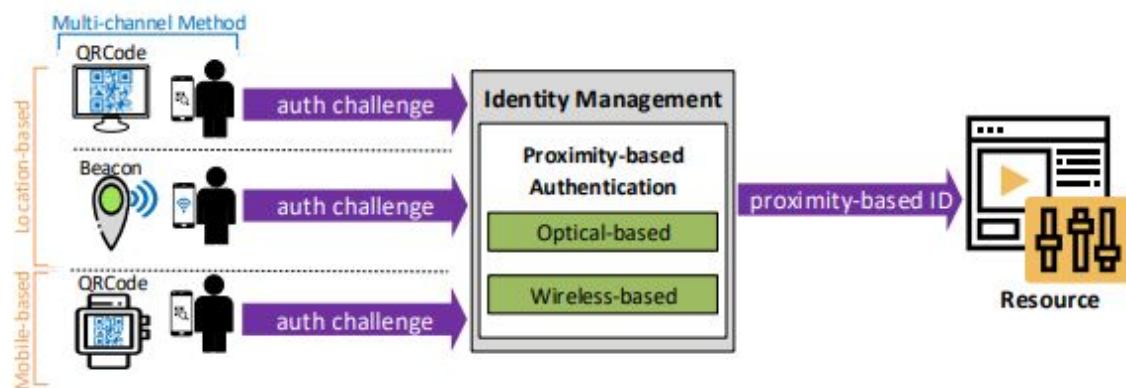 Multi-channel Method
Location-based
QRCode
auth challenge
Beacon
auth challenge
Mobile-based
QRCode
auth challenge
Identity Management
Proximity-based
Authentication
Optical-based
Wireless-based
proximity-based ID
Resource